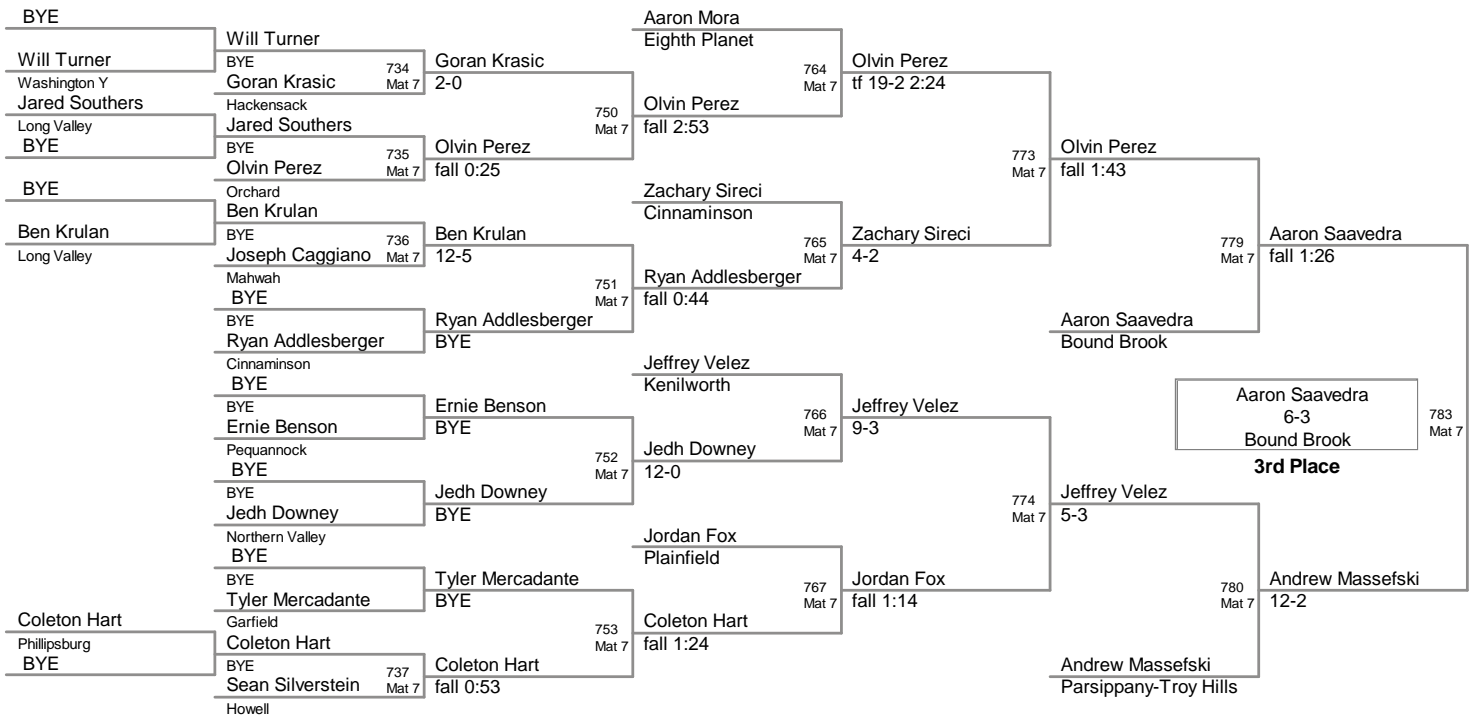 BYE
Will Turner
Washington Y
Jared Southers
Long Valley
BYE
BYE
Ben Krulan
Long Valley
Coleton Hart
Phillipsburg
BYE
Will Turner
BYE
Goran Krasic
Hackensack
Jared Southers
BYE
Olvin Perez
Orchard
Ben Krulan
BYE
Joseph Caggiano
Mahwah
BYE
BYE
Ryan Addlesberger
Cinnaminson
BYE
BYE
Ernie Benson
Pequannock
BYE
BYE
Jedh Downey
Northern Valley
BYE
BYE
Tyler Mercadante
Garfield
Coleton Hart
BYE
Sean Silverstein
Howell
734
Mat 7
735
Mat 7
736
Mat 7
737
Mat 7
Goran Krasic
2-0
Olvin Perez
fall 0:25
Ben Krulan
12-5
Ryan Addlesberger
BYE
Ernie Benson
BYE
Jedh Downey
BYE
Tyler Mercadante
BYE
Coleton Hart
fall 0:53
750
Mat 7
751
Mat 7
752
Mat 7
753
Mat 7
Aaron Mora
Eighth Planet
Olvin Perez
fall 2:53
Zachary Sireci
Cinnaminson
Ryan Addlesberger
fall 0:44
Jeffrey Velez
Kenilworth
Jedh Downey
12-0
Jordan Fox
Plainfield
Coleton Hart
fall 1:24
764
Mat 7
765
Mat 7
766
Mat 7
767
Mat 7
Olvin Perez
tf 19-2 2:24
Zachary Sireci
4-2
Jeffrey Velez
9-3
Jordan Fox
fall 1:14
773
Mat 7
774
Mat 7
Olvin Perez
fall 1:43
Aaron Saavedra
Bound Brook
Jeffrey Velez
5-3
Andrew Massefski
Parsippany-Troy Hills
779
Mat 7
780
Mat 7
Aaron Saavedra
fall 1:26
Aaron Saavedra
6-3
Bound Brook
3rd Place
783
Mat 7
Andrew Massefski
12-2